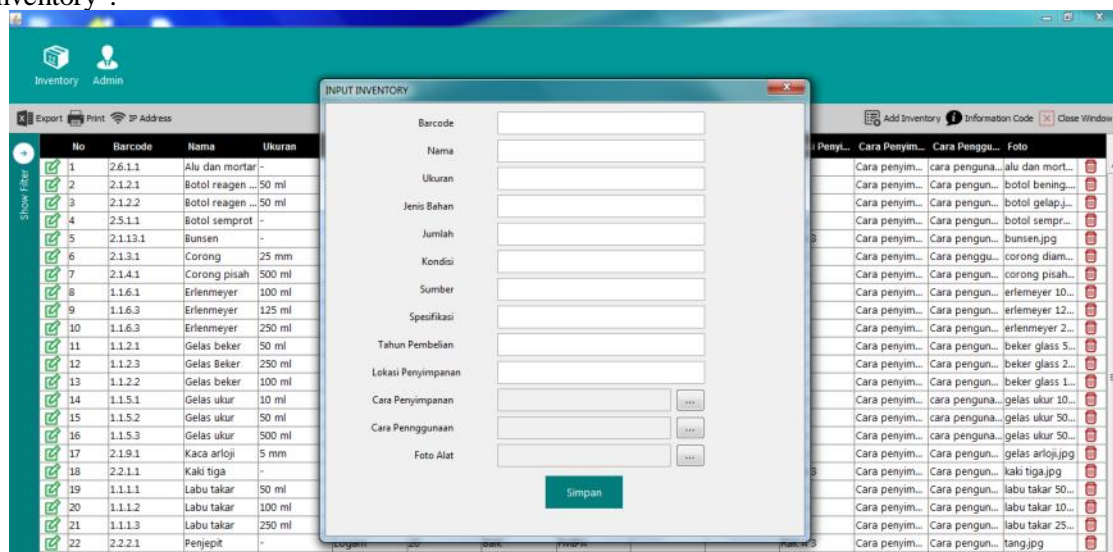 nventory".
Inventory Admin
INPUT INVENTORY
Export Print IP Address Add Inventory Information Code Close Window
No Barcode Nama Ukuran Penyi... Cara Penyim... Cara Penggu... Foto
Show Filter
1 2.6.1.1 Alu dan mortar - Cara penyim... cara penguna... alu dan mort...
2 2.1.2.1 Botol reagen ... 50 ml Cara penyim... Cara pengun... botol bening....
3 2.1.2.2 Botol reagen ... 50 ml Cara penyim... Cara pengun... botol gelap.j...
4 2.5.1.1 Botol semprot - Cara penyim... Cara pengun... botol sempr...
5 2.1.13.1 Bunsen - 3 Cara penyim... Cara pengun... bunsen.jpg
6 2.1.3.1 Corong 25 mm Cara penyim... Cara penggu... corong diam...
7 2.1.4.1 Corong pisah 500 ml Cara penyim... Cara pengun... corong pisah...
8 1.1.6.1 Erlenmeyer 100 ml Cara penyim... Cara pengun... erlemeyer 10...
9 1.1.6.3 Erlenmeyer 125 ml Cara penyim... Cara pengun... erlemeyer 12...
10 1.1.6.3 Erlenmeyer 250 ml Cara penyim... Cara pengun... erlenmeyer 2...
11 1.1.2.1 Gelas beker 50 ml Cara penyim... Cara pengun... beker glass 5...
12 1.1.2.3 Gelas Beker 250 ml Cara penyim... Cara pengun... beker glass 2...
13 1.1.2.2 Gelas beker 100 ml Cara penyim... Cara pengun... beker glass 1...
14 1.1.5.1 Gelas ukur 10 ml Cara penyim... cara penguna... gelas ukur 10...
15 1.1.5.2 Gelas ukur 50 ml Cara penyim... cara penguna... gelas ukur 50...
16 1.1.5.3 Gelas ukur 500 ml Cara penyim... cara penguna... gelas ukur 50...
17 2.1.9.1 Kaca arloji 5 mm Cara penyim... Cara pengun... gelas arloji.jpg
18 2.2.1.1 Kaki tiga - 3 Cara penyim... Cara pengun... kaki tiga.jpg
19 1.1.1.1 Labu takar 50 ml Cara penyim... Cara pengun... labu takar 50...
20 1.1.1.2 Labu takar 100 ml Cara penyim... Cara pengun... labu takar 10...
21 1.1.1.3 Labu takar 250 ml Cara penyim... Cara pengun... labu takar 25...
22 2.2.2.1 Penjepit - Logam 20 Baik FMIPA Rak A 3 Cara penyim... Cara pengun... tang.jpg
Barcode
Nama
Ukuran
Jenis Bahan
Jumlah
Kondisi
Sumber
Spesifikasi
Tahun Pembelian
Lokasi Penyimpanan
Cara Penyimpanan ...
Cara Pennggunaan ...
Foto Alat ...
Simpan